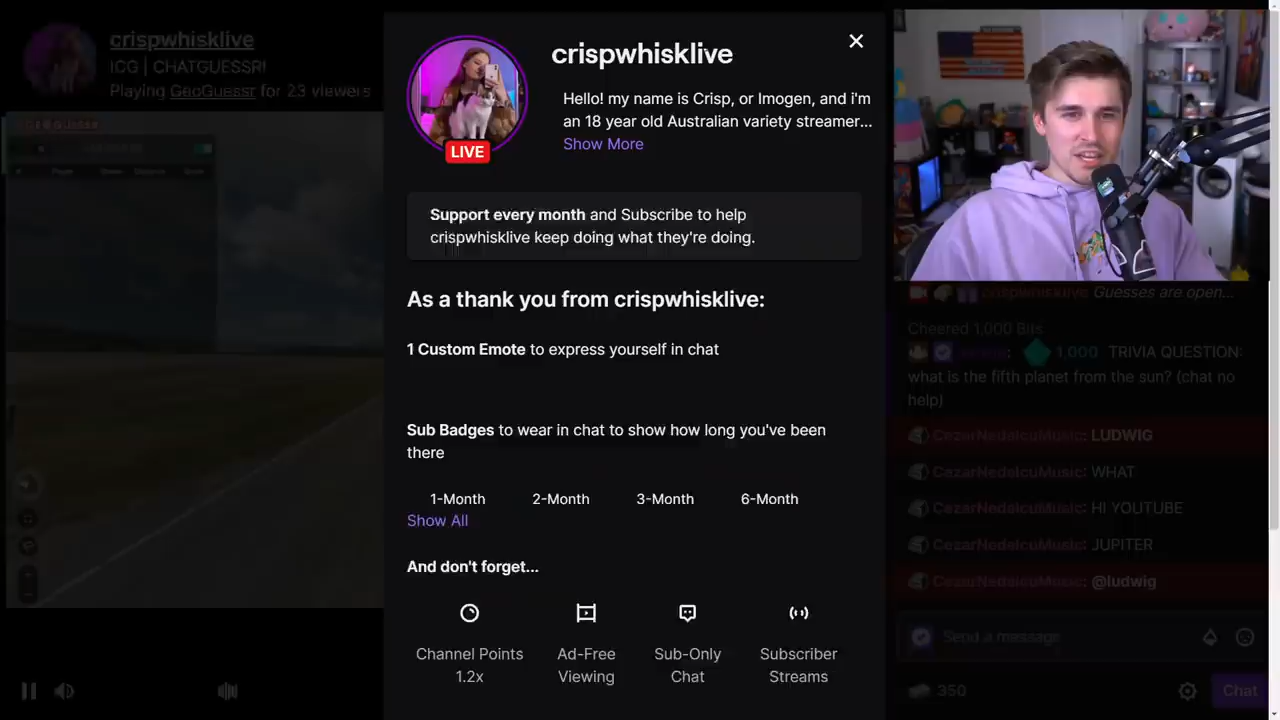 crispwhisklive
ICG | CHATGUESSR!
Playing GeoGuessr for 23 viewers
crispwhisklive
Hello! my name is Crisp, or Imogen, and i'm
an 18 year old Australian variety streamer...
Show More
LIVE
Support every month and Subscribe to help
crispwhisklive keep doing what they're doing.
As a thank you from crispwhisklive:
1 Custom Emote to express yourself in chat
Sub Badges to wear in chat to show how long you've been
there
1-Month 2-Month 3-Month 6-Month
Show All
And don't forget...
Channel Points
1.2x
Ad-Free
Viewing
Sub-Only
Chat
Subscriber
Streams
crispwhisklive Guesses are open...
Cheered 1,000 Bits
1,000 TRIVIA QUESTION:
what is the fifth planet from the sun? (chat no
help)
CezarNedelcuMusic: LUDWIG
CezarNedelcuMusic: WHAT
CezarNedelcuMusic: HI YOUTUBE
CezarNedelcuMusic: JUPITER
CezarNedelcuMusic: @ludwig
Send a message
350
Chat